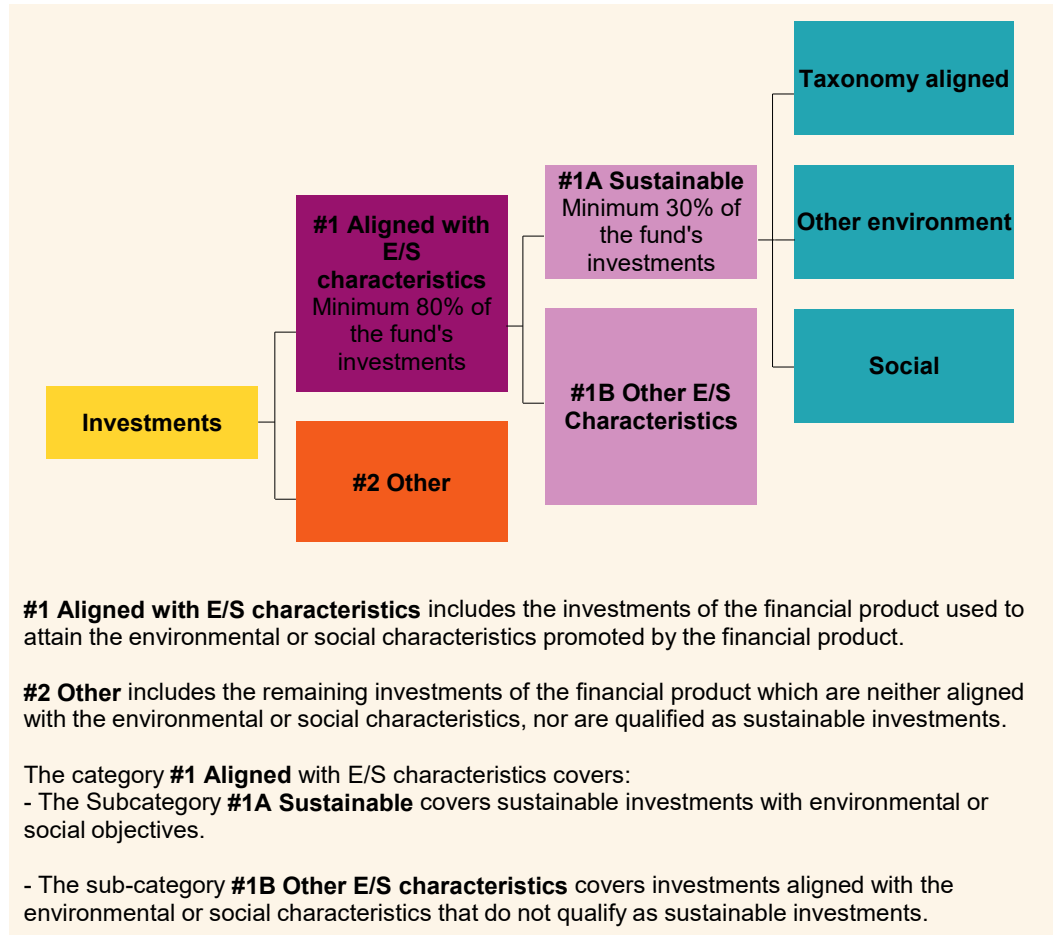 Taxonomy aligned
#1A Sustainable
Minimum 30% of
the fund's
investments
Other environment
#1 Aligned with
E/S
characteristics
Minimum 80% of
the fund's
investments
Social
#1B Other E/S
Characteristics
Investments
#2 Other
#1 Aligned with E/S characteristics includes the investments of the financial product used to
attain the environmental or social characteristics promoted by the financial product.
#2 Other includes the remaining investments of the financial product which are neither aligned
with the environmental or social characteristics, nor are qualified as sustainable investments.
The category #1 Aligned with E/S characteristics covers:
- The Subcategory #1A Sustainable covers sustainable investments with environmental or
social objectives.
- The sub-category #1B Other E/S characteristics covers investments aligned with the
environmental or social characteristics that do not qualify as sustainable investments.